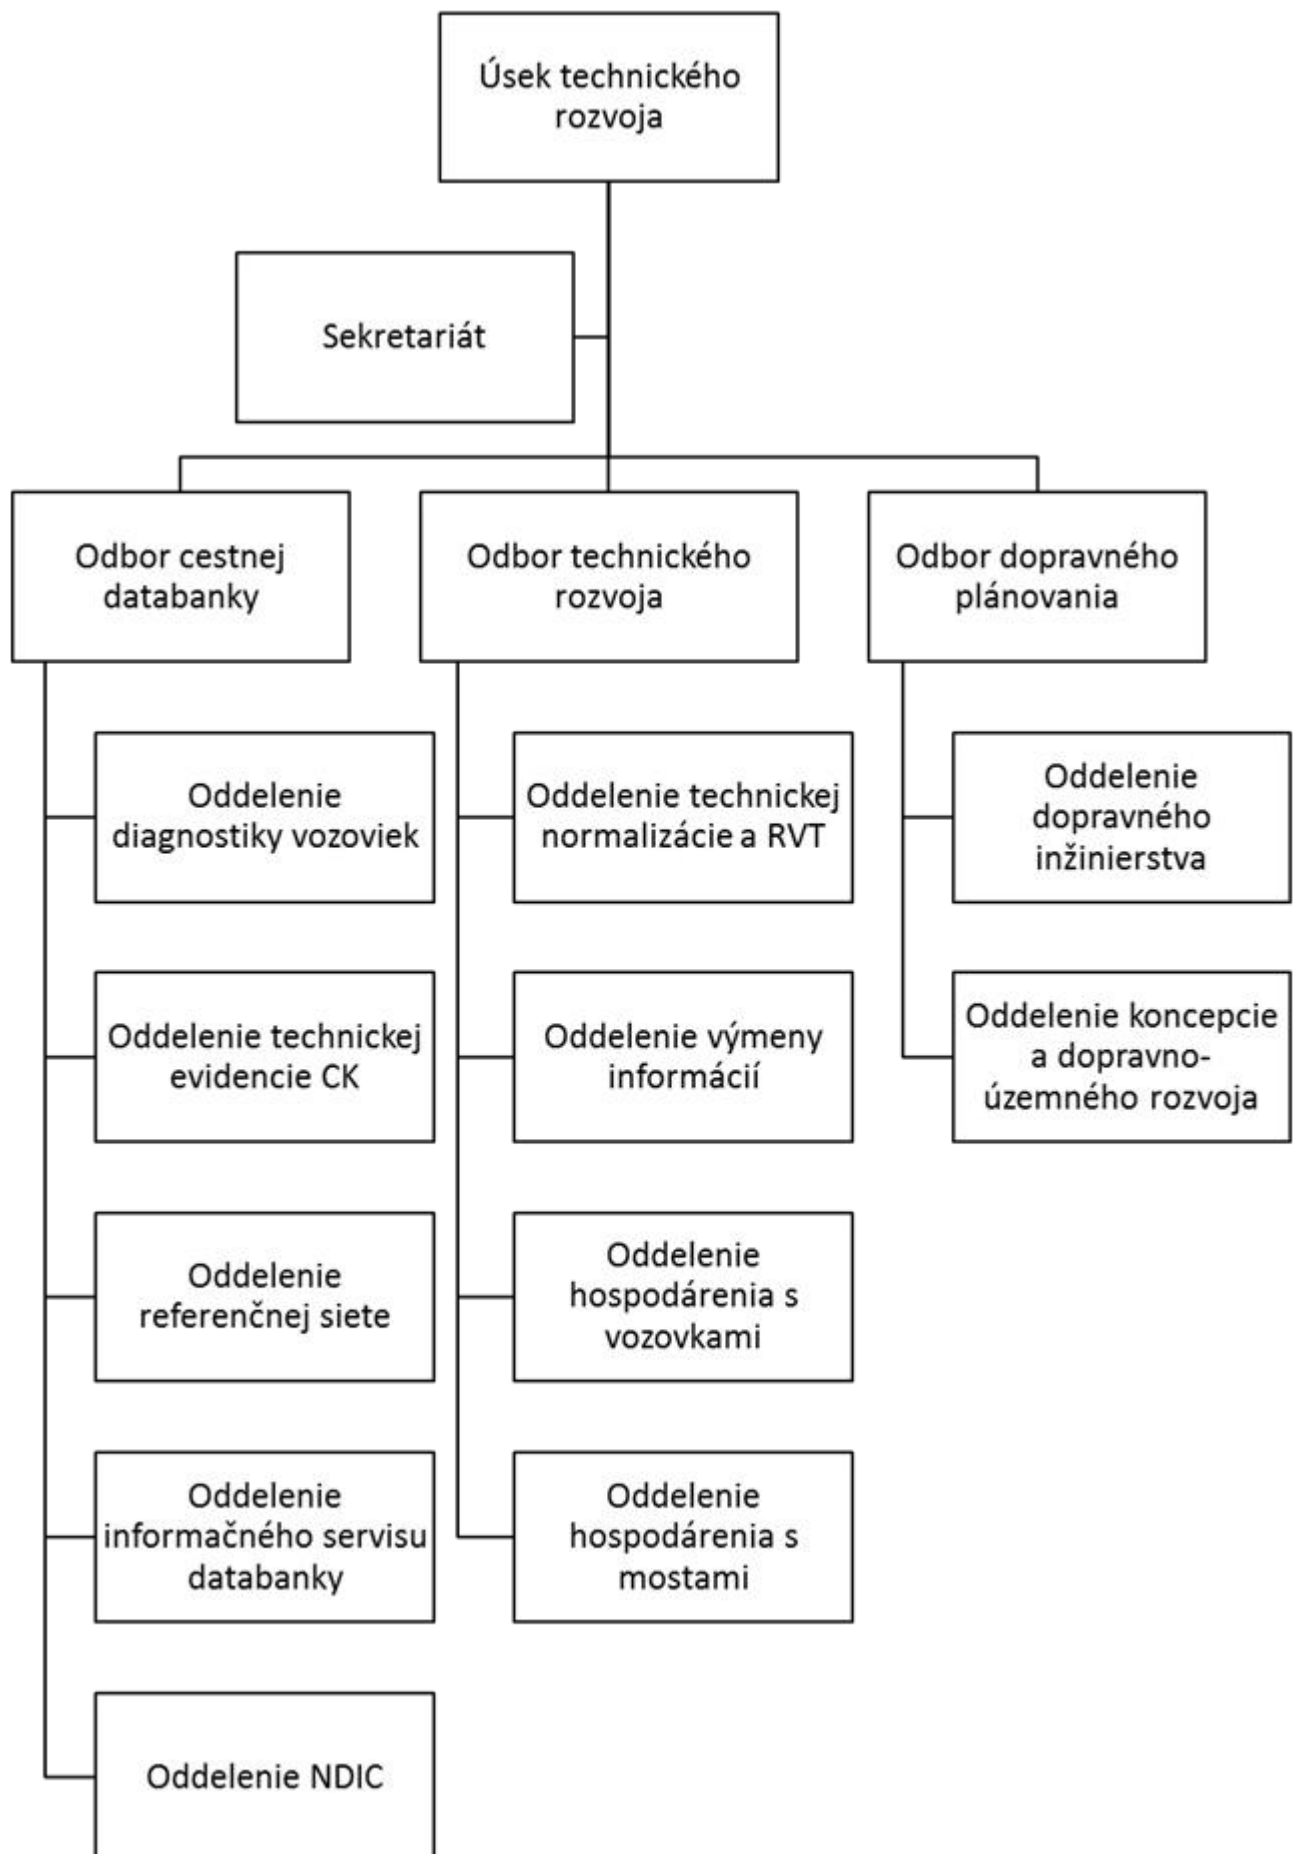 Úsek technického
rozvoja
Sekretariát
Odbor cestnej
databanky
Odbor technického
rozvoja
Odbor dopravného
plánovania
Oddelenie
diagnostiky vozoviek
Oddelenie technickej
evidencie CK
Oddelenie
referenčnej siete
Oddelenie
informačného servisu
databanky
Oddelenie NDIC
Oddelenie technickej
normalizácie a RVT
Oddelenie výmeny
informácií
Oddelenie
hospodárenia s
vozovkami
Oddelenie
hospodárenia s
mostami
Oddelenie
dopravného
inžinierstva
Oddelenie koncepcie
a dopravno-
územného rozvoja